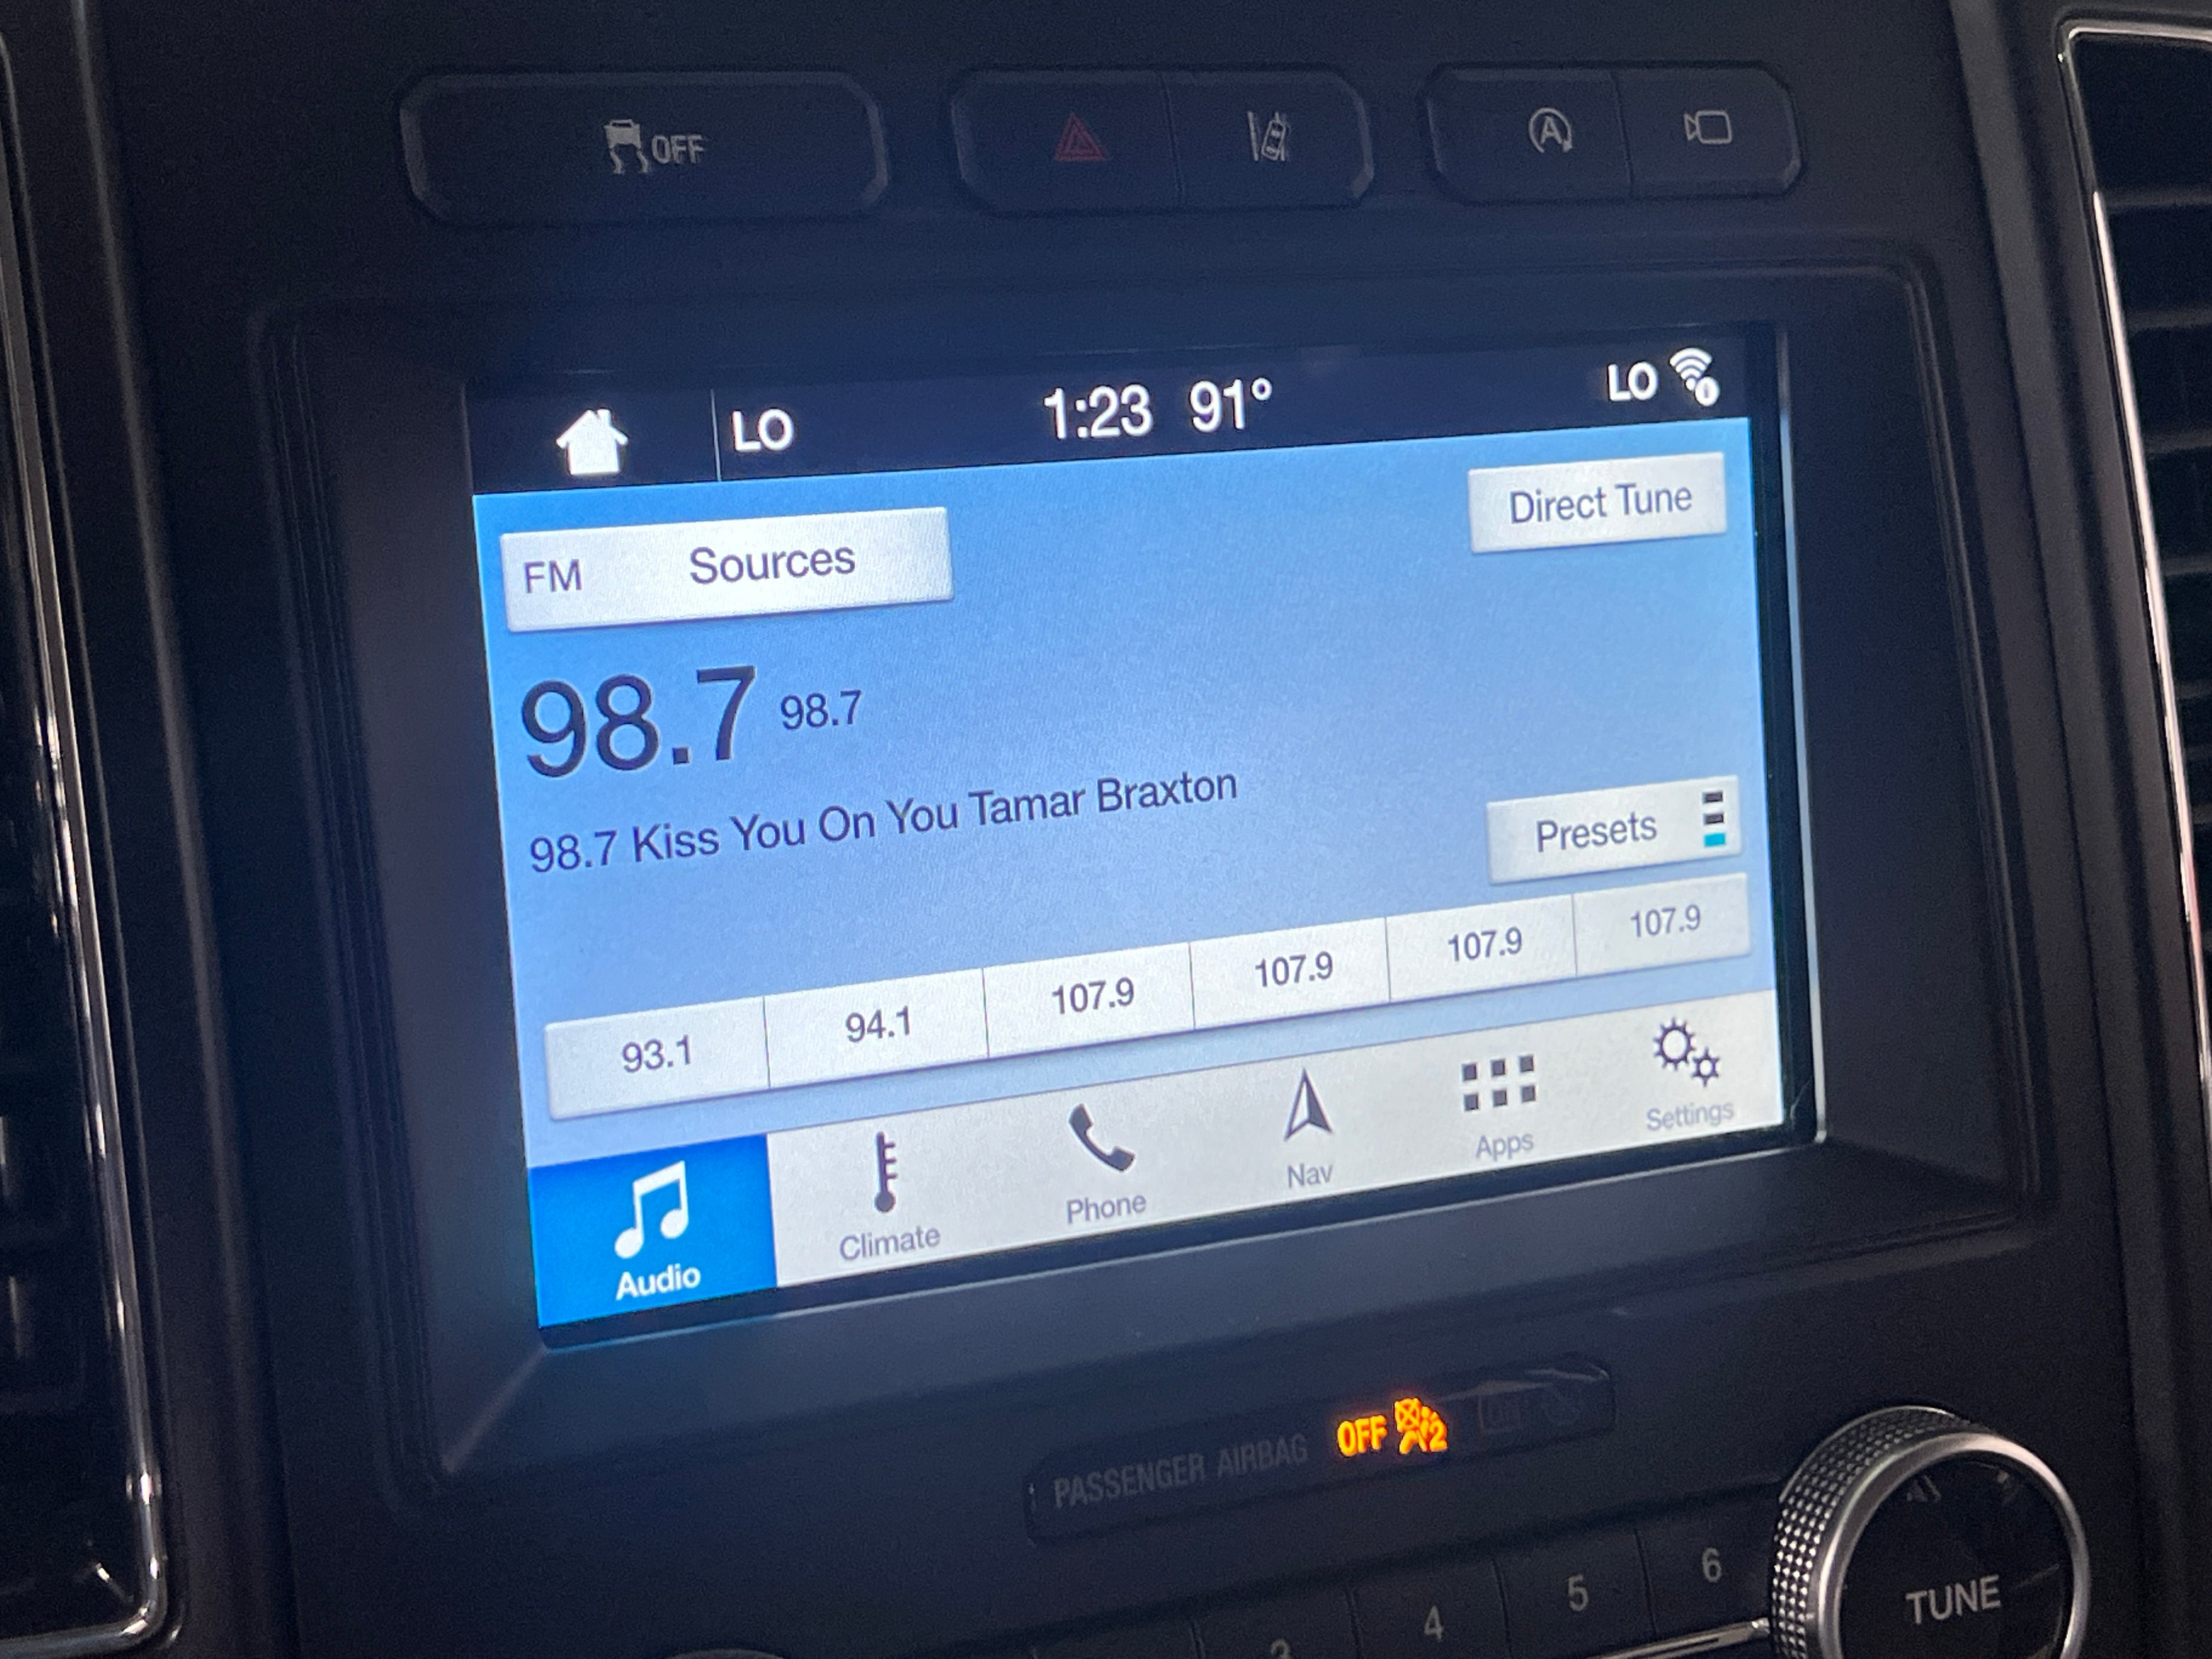 OFF
LO 1:23 91° LO
FM Sources
Direct Tune
98.7 98.7
98.7 Kiss You On You Tamar Braxton
Presets
93.1 94.1 107.9 107.9 107.9 107.9
Audio Climate Phone Nav Apps Settings
PASSENGER AIRBAG OFF 2
3 4 5 6
TUNE